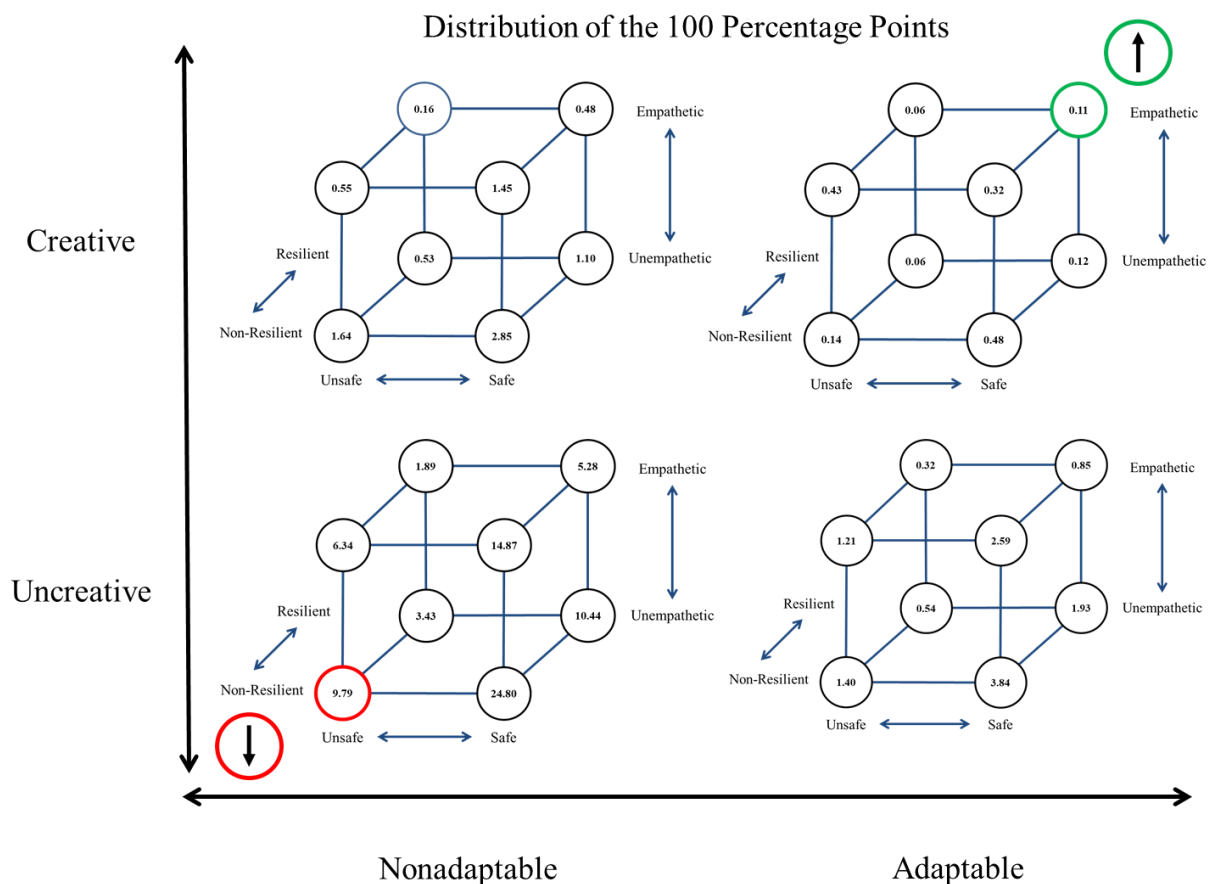 Distribution of the 100 Percentage Points
0.16
0.48
Empathetic
0.55
1.45
Creative
Resilient
0.53
1.10
Unempathetic
Non-Resilient
1.64
2.85
Unsafe
Safe
0.06
0.11
Empathetic
0.43
0.32
Resilient
0.06
0.12
Unempathetic
Non-Resilient
0.14
0.48
Unsafe
Safe
1.89
5.28
Empathetic
6.34
14.87
Uncreative
Resilient
3.43
10.44
Unempathetic
Non-Resilient
9.79
24.80
Unsafe
Safe
0.32
0.85
Empathetic
1.21
2.59
Resilient
0.54
1.93
Unempathetic
Non-Resilient
1.40
3.84
Unsafe
Safe
Nonadaptable
Adaptable